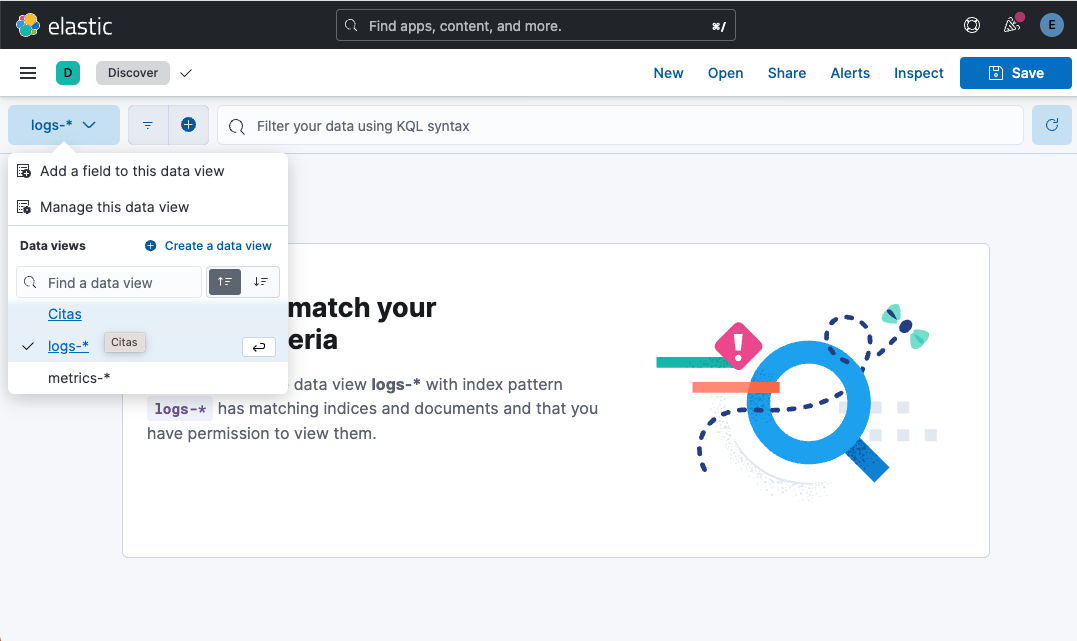 elastic
Find apps, content, and more.
⌘/
E
D
Discover
New
Open
Share
Alerts
Inspect
Save
logs-*
Filter your data using KQL syntax
Add a field to this data view
Manage this data view
Data views
Create a data view
Find a data view
Citas
logs-*
Citas
metrics-*
match your
eria
data view logs-* with index pattern
logs-* has matching indices and documents and that you
have permission to view them.